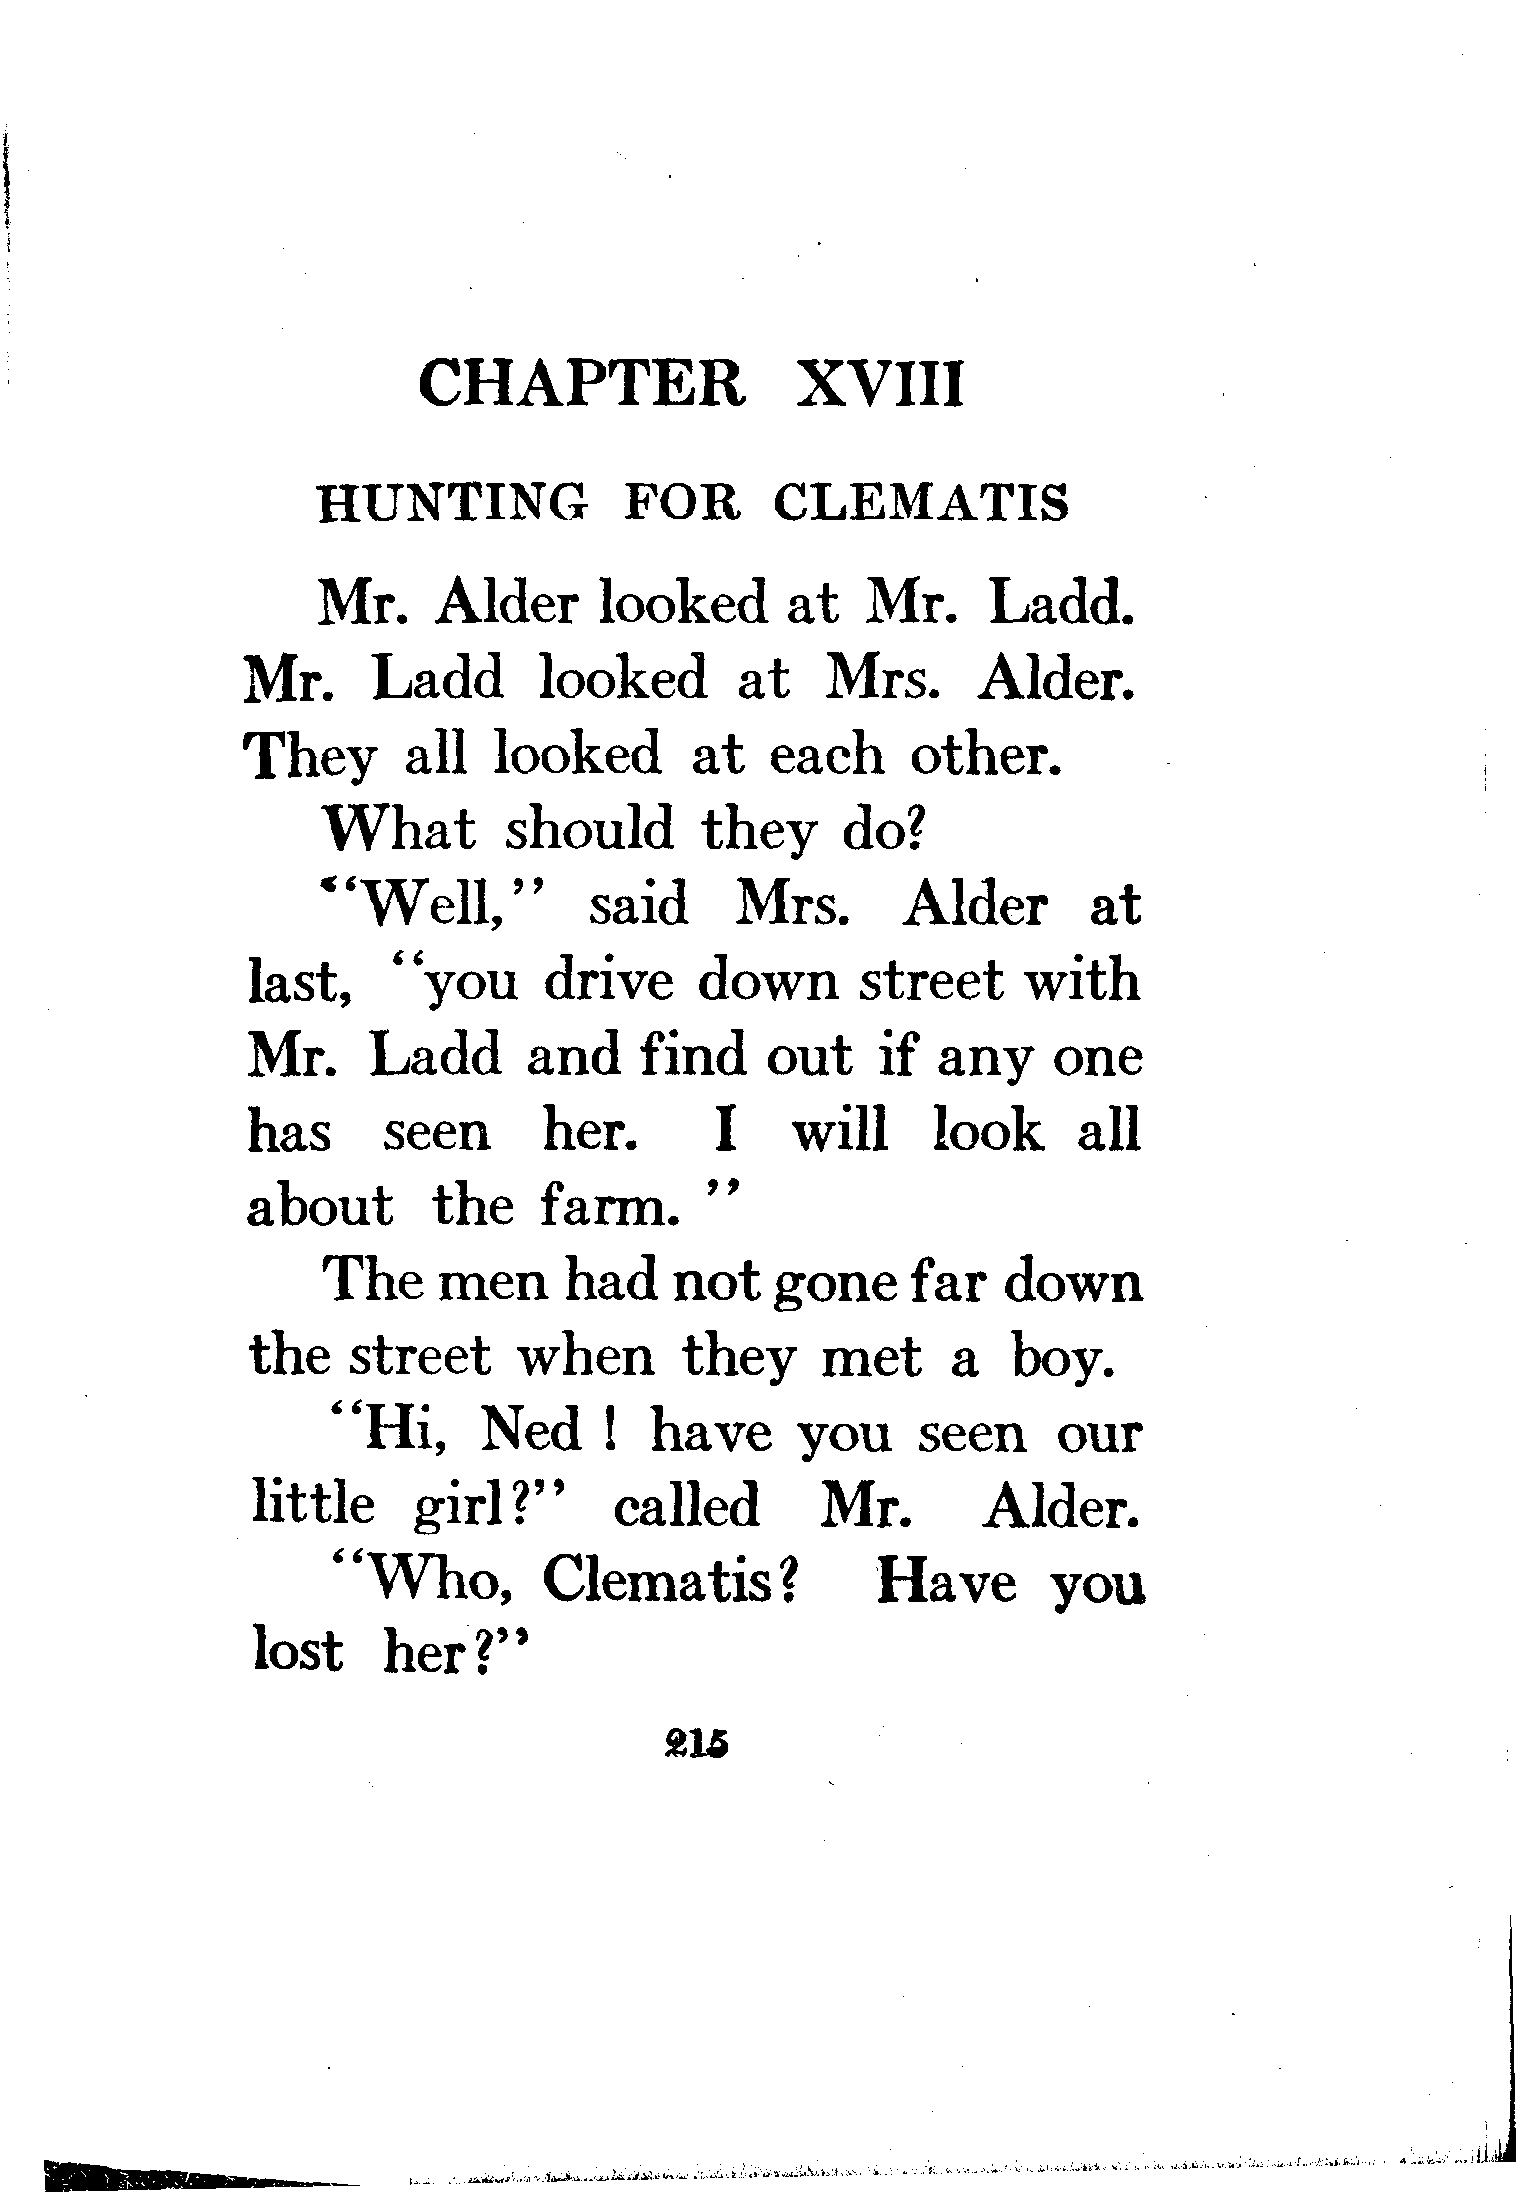 CHAPTER XVIII
HUNTING FOR CLEMATIS
Mr. Alder looked at Mr. Ladd.
Mr. Ladd looked at Mrs. Alder.
They all looked at each other.
What should they do?
“Well,” said Mrs. Alder at
last, “you drive down street with
Mr. Ladd and find out if any one
has seen her. I will look all
about the farm. ”
The men had not gone far down
the street when they met a boy.
“Hi, Ned ! have you seen our
little girl?” called Mr. Alder.
“Who, Clematis? Have you
lost her?”
215